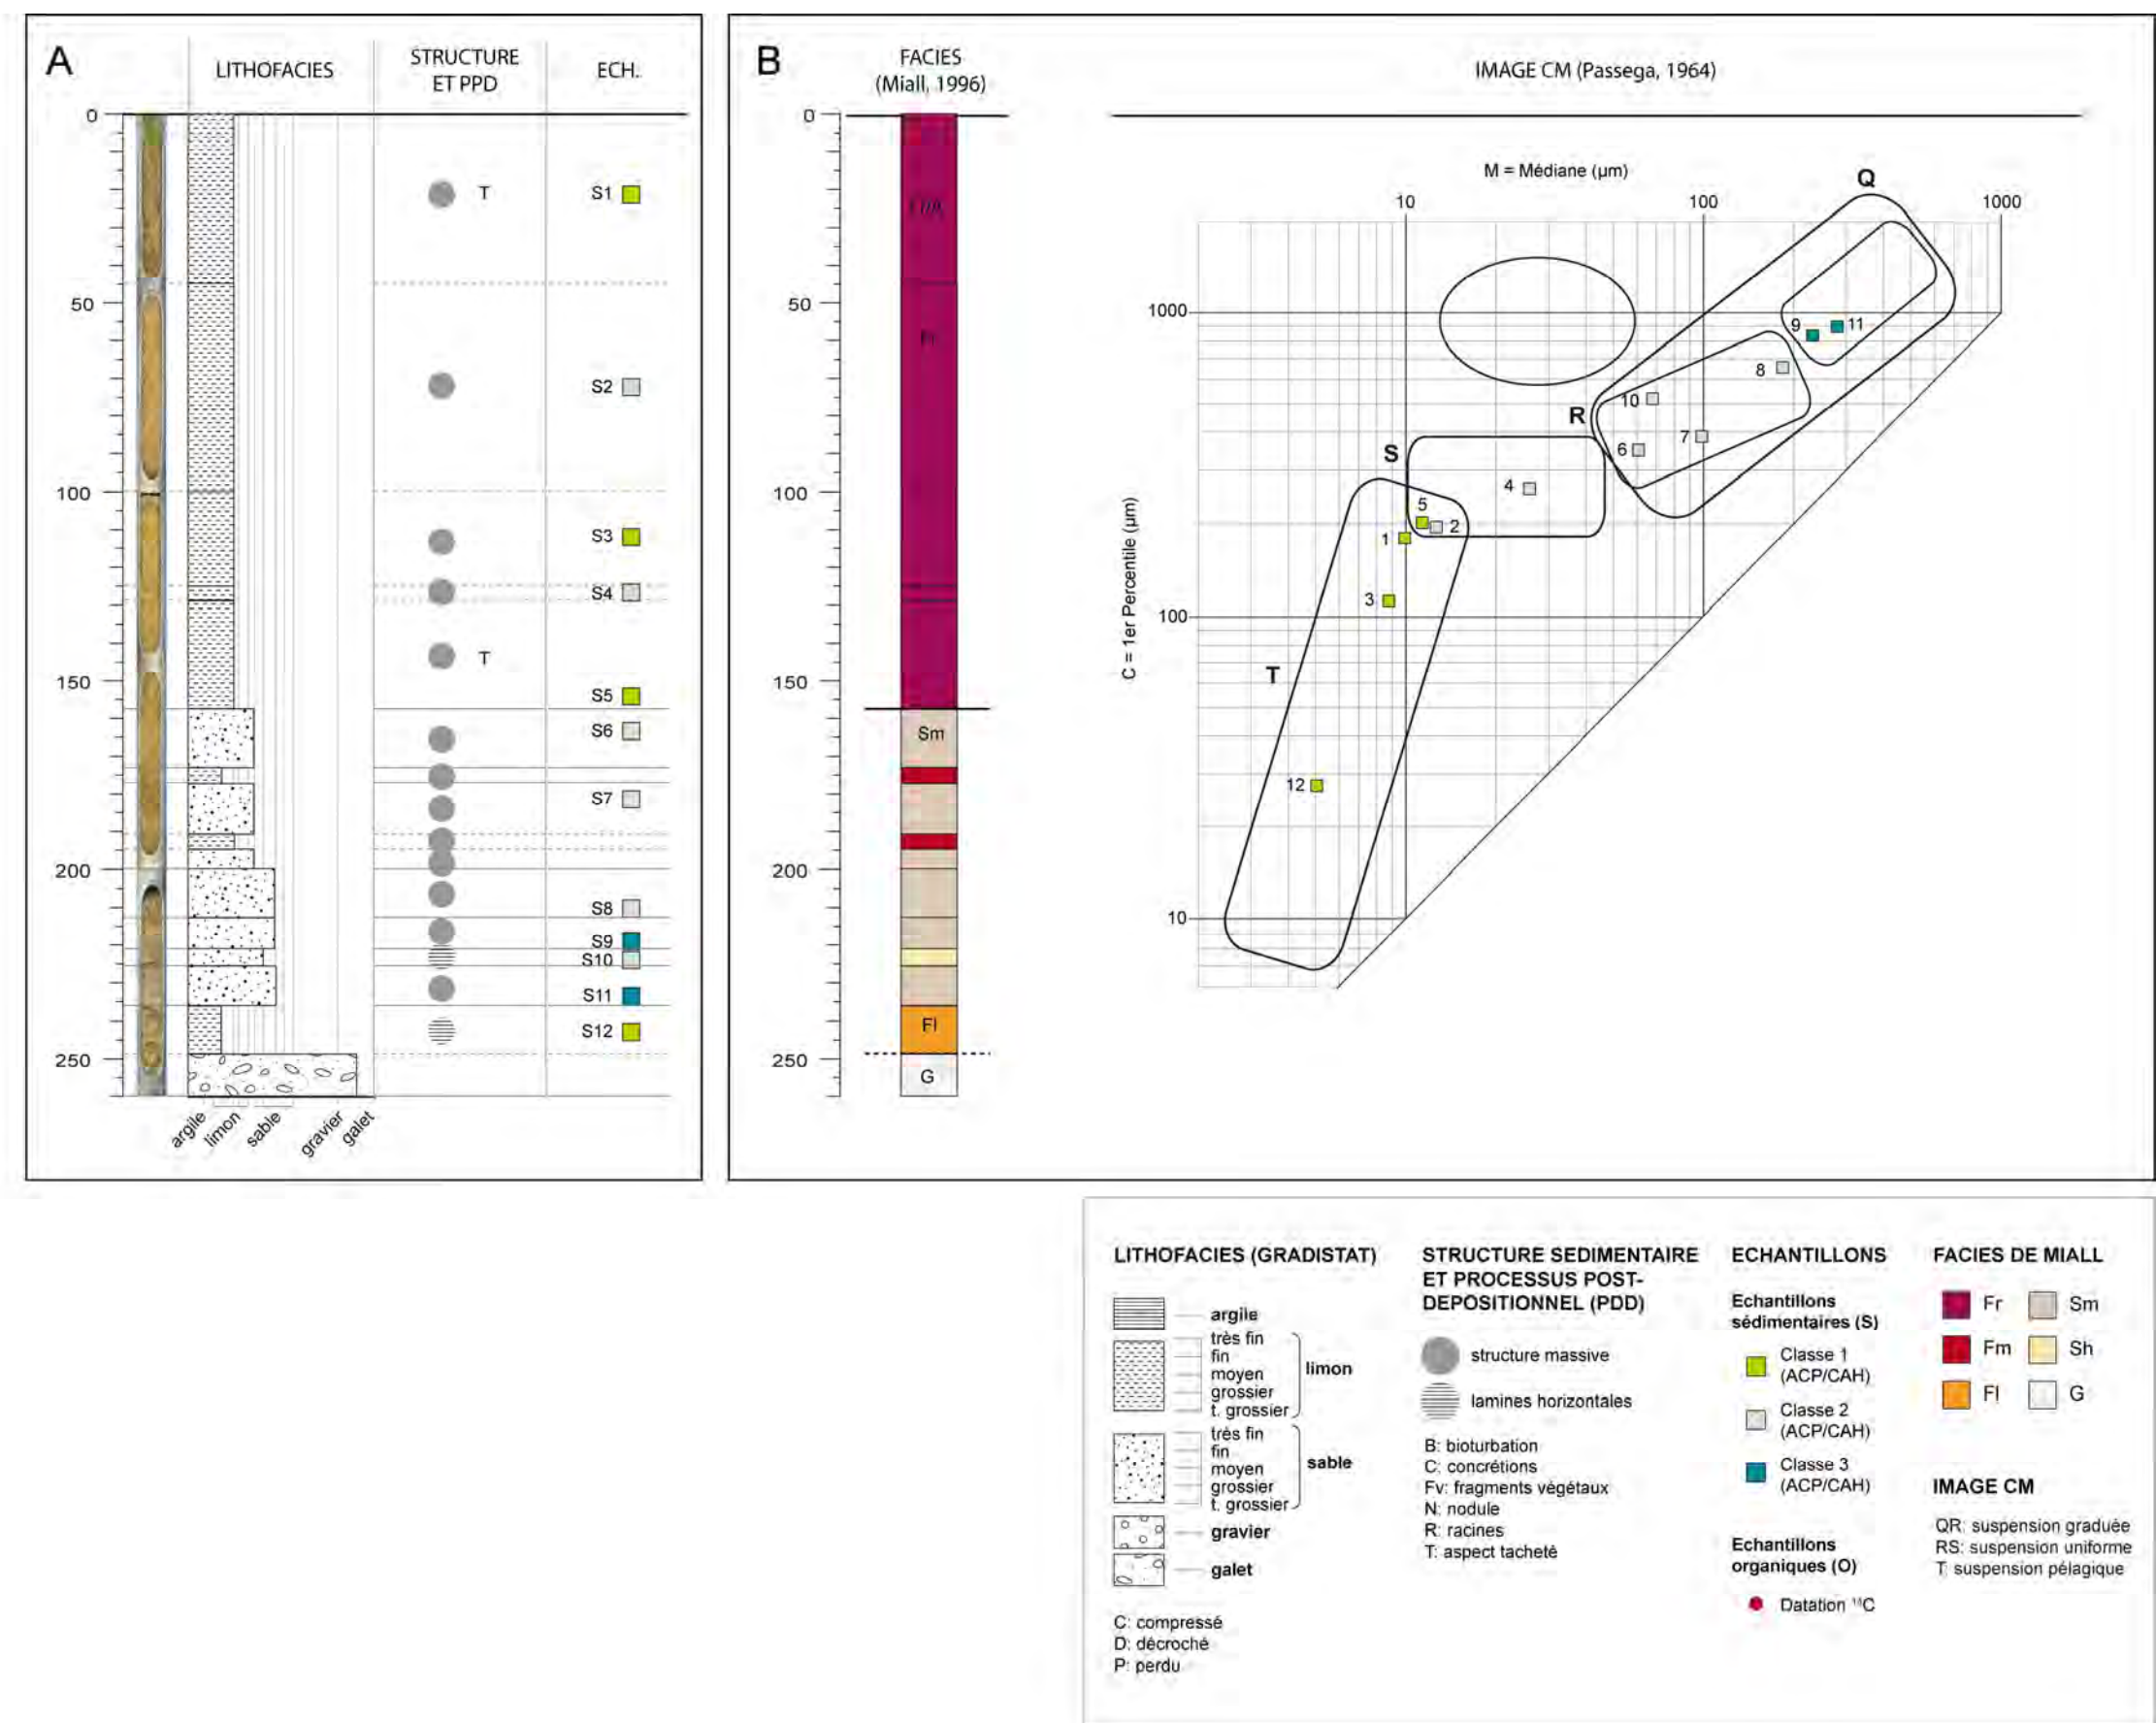 A
LITHOFACIES
STRUCTURE
ET PPD
ECH.
0
50
100
150
200
250
T
T
S1
S2
S3
S4
S5
S6
S7
S8
S9
S10
S11
S12
argile
limon
sable
gravier
galet
B
FACIES
(Miall, 1996)
0
50
100
150
200
250
Fr
Sm
Fl
G
IMAGE CM (Passega, 1964)
M = Médiane (µm)
10
100
1000
C = 1er Percentile (µm)
1000
100
10
Q
R
S
T
9
11
8
10
7
6
4
5
2
1
3
12
LITHOFACIES (GRADISTAT)
argile
très fin
fin
moyen
grossier
t. grossier
limon
très fin
fin
moyen
grossier
t. grossier
sable
gravier
galet
C: compressé
D: décroché
P: perdu
STRUCTURE SEDIMENTAIRE
ET PROCESSUS POST-
DEPOSITIONNEL (PDD)
structure massive
lamines horizontales
B: bioturbation
C: concrétions
Fv: fragments végétaux
N: nodule
R: racines
T: aspect tacheté
ECHANTILLONS
Echantillons
sédimentaires (S)
Classe 1
(ACP/CAH)
Classe 2
(ACP/CAH)
Classe 3
(ACP/CAH)
Echantillons
organiques (O)
Datation ¹⁴C
FACIES DE MIALL
Fr
Sm
Fm
Sh
Fl
G
IMAGE CM
QR: suspension graduée
RS: suspension uniforme
T: suspension pélagique